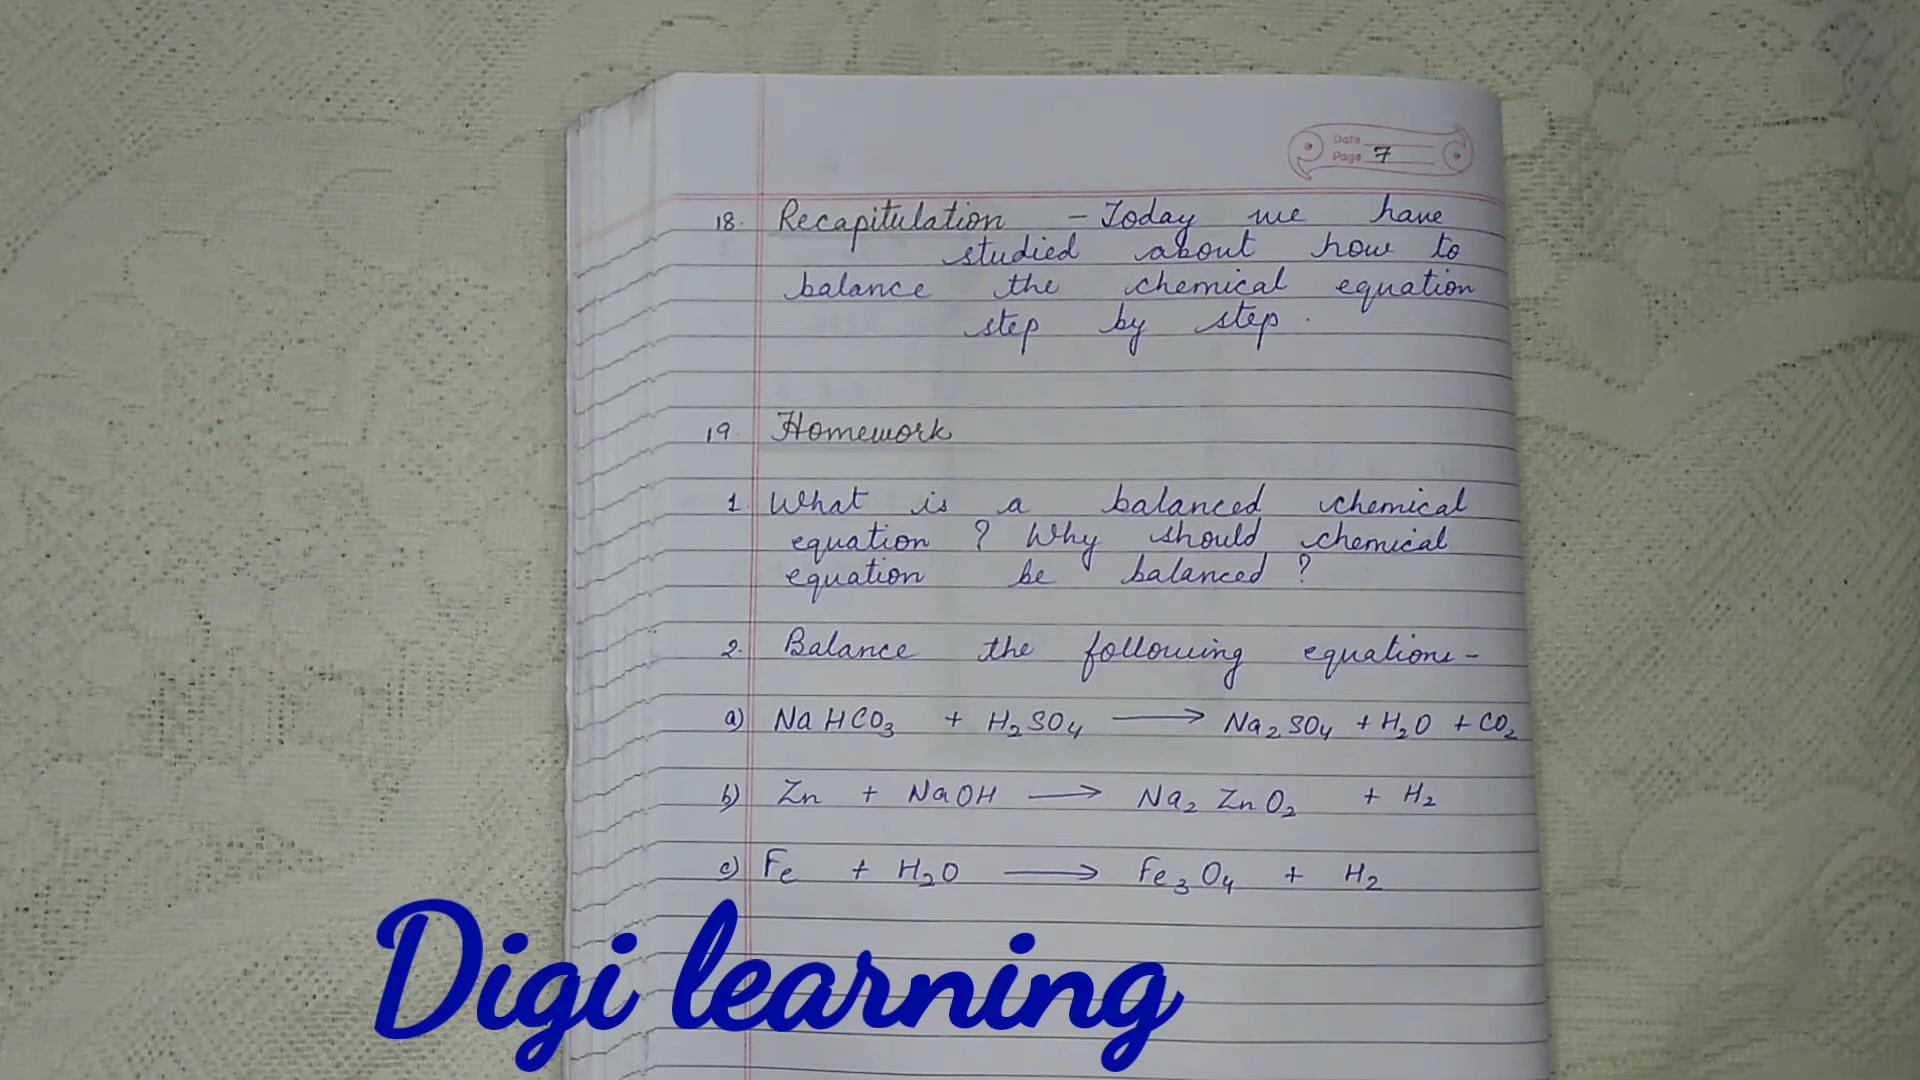 Date
Page 7
18. Recapitulation - Today we have
studied about how to
balance the chemical equation
step by step.
19. Homework
1. What is a balanced chemical
equation? Why should chemical
equation be balanced?
2. Balance the following equations-
a) NaHCO₃ + H₂SO₄ ⟶ Na₂SO₄ + H₂O + CO₂
b) Zn + NaOH ⟶ Na₂ZnO₂ + H₂
c) Fe + H₂O ⟶ Fe₃O₄ + H₂
Digi learning